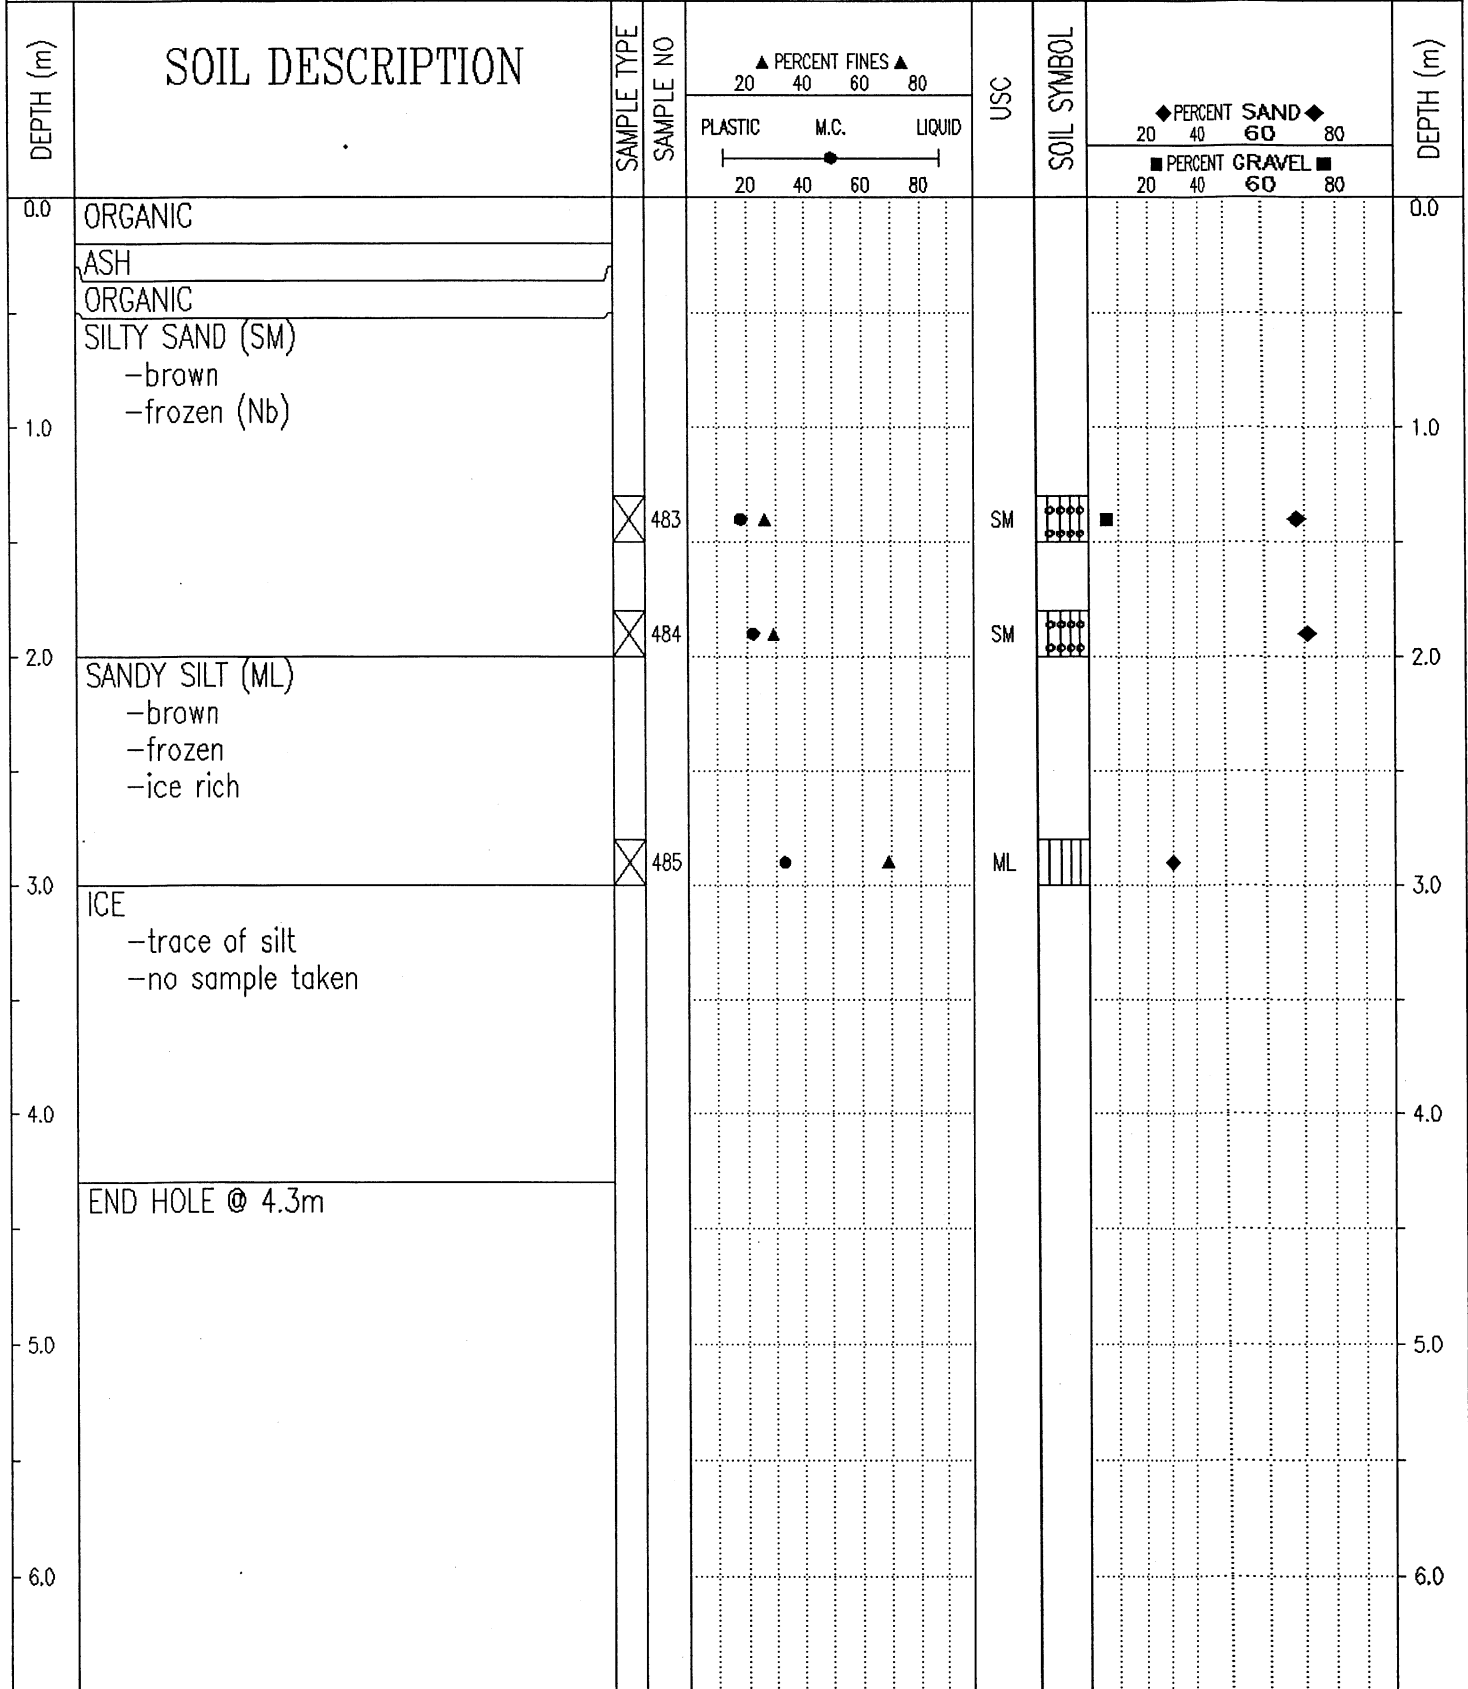 DEPTH (m)
SOIL DESCRIPTION
SAMPLE TYPE
SAMPLE NO
▲ PERCENT FINES ▲
20 40 60 80
PLASTIC M.C. LIQUID
20 40 60 80
USC
SOIL SYMBOL
◆PERCENT SAND◆
20 40 60 80
■PERCENT GRAVEL■
20 40 60 80
DEPTH (m)
0.0 ORGANIC 0.0
ASH
ORGANIC
SILTY SAND (SM)
-brown
-frozen (Nb)
1.0 1.0
483 SM
484 SM
2.0 2.0
SANDY SILT (ML)
-brown
-frozen
-ice rich
485 ML
3.0 3.0
ICE
-trace of silt
-no sample taken
4.0 4.0
END HOLE @ 4.3m
5.0 5.0
6.0 6.0